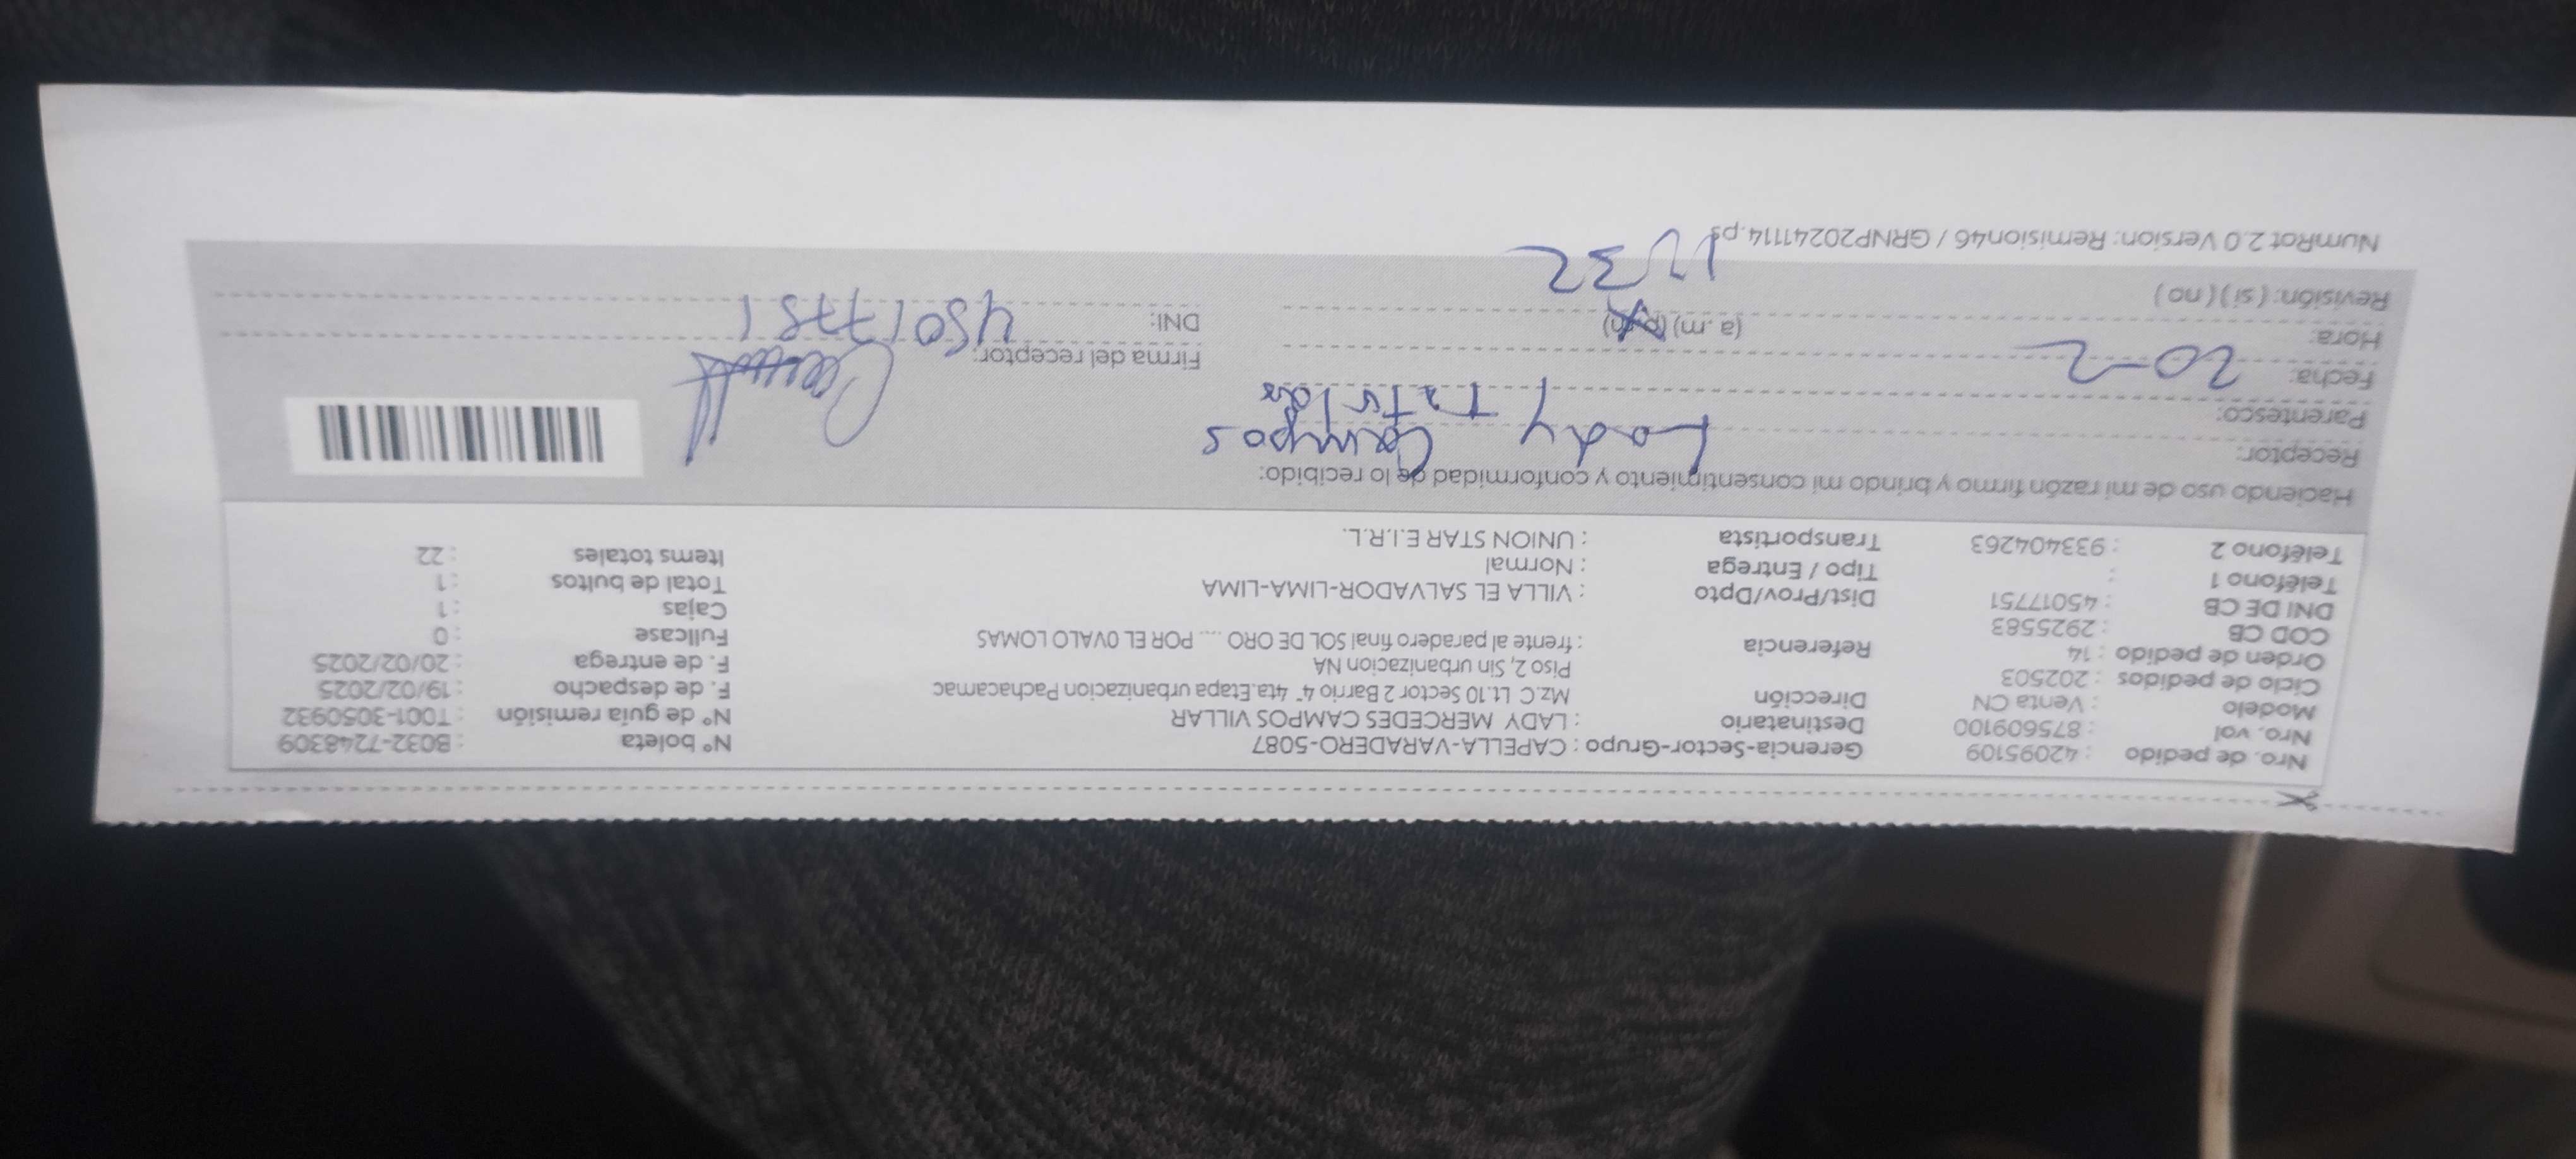 Nro. de pedido : 42095109 Gerencia-Sector-Grupo : CAPELLA-VARADERO-5087 N° boleta : B032-7248309
Nro. vol : 875609100 Destinatario : LADY MERCEDES CAMPOS VILLAR N° de guia remisión : T001-3050932
Modelo : Venta CN Dirección Mz.C Lt.10 Sector 2 Barrio 4" 4ta.Etapa urbanizacion Pachacamac F. de despacho : 19/02/2025
Ciclo de pedidos : 202503 Piso 2, Sin urbanizacion NA F. de entrega : 20/02/2025
Orden de pedido : 14 Referencia : frente al paradero final SOL DE ORO .... POR EL 0VALO LOMAS Fullcase : 0
COD CB : 2925583 Cajas : 1
DNI DE CB : 45017751 Dist/Prov/Dpto : VILLA EL SALVADOR-LIMA-LIMA Total de bultos : 1
Teléfono 1 : Tipo / Entrega : Normal Items totales : 22
Teléfono 2 : 933404263 Transportista : UNION STAR E.I.R.L.
Haciendo uso de mi razón firmo y brindo mi consentimiento y conformidad de lo recibido:
Receptor: Lady Campos
Parentesco: Titular
Fecha: 20-2 Firma del receptor:
Hora: (a.m) (p.m) DNI: 45017751
Revisión: ( si ) ( no ) 12 32
NumRot 2.0 Version: Remision46 / GRNP20241114.ps